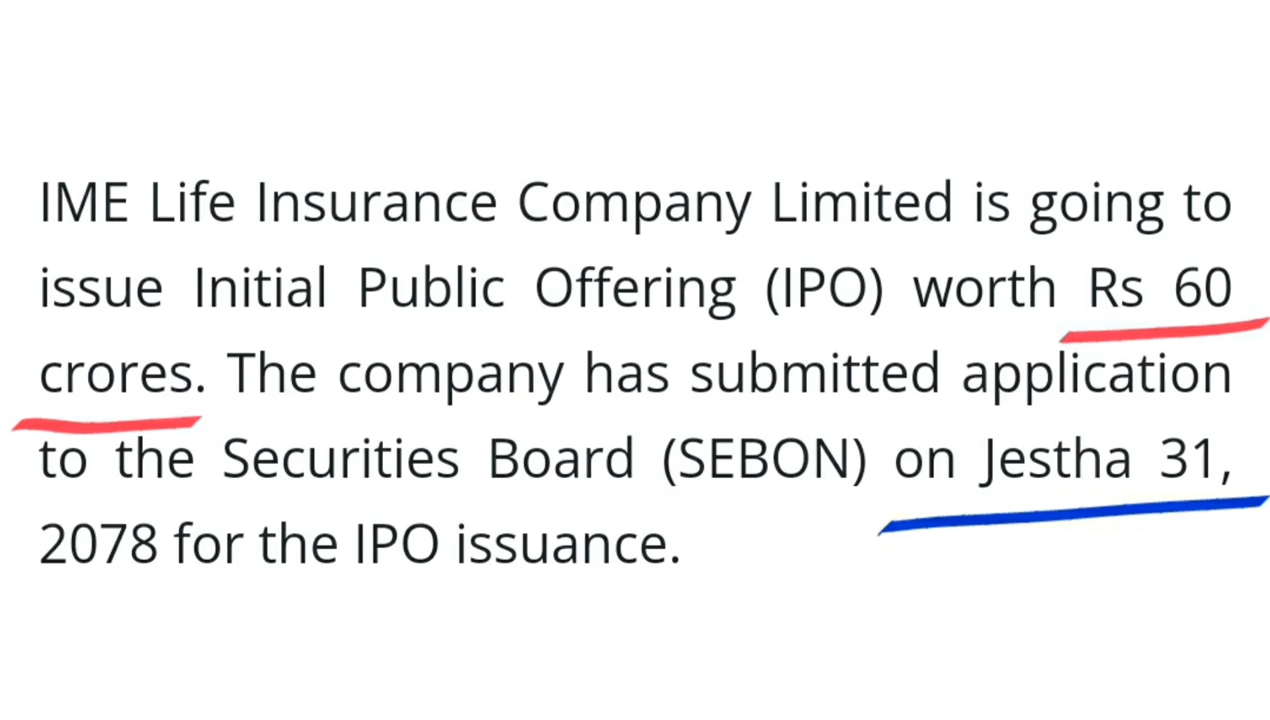 IME Life Insurance Company Limited is going to
issue Initial Public Offering (IPO) worth Rs 60
crores. The company has submitted application
to the Securities Board (SEBON) on Jestha 31,
2078 for the IPO issuance.